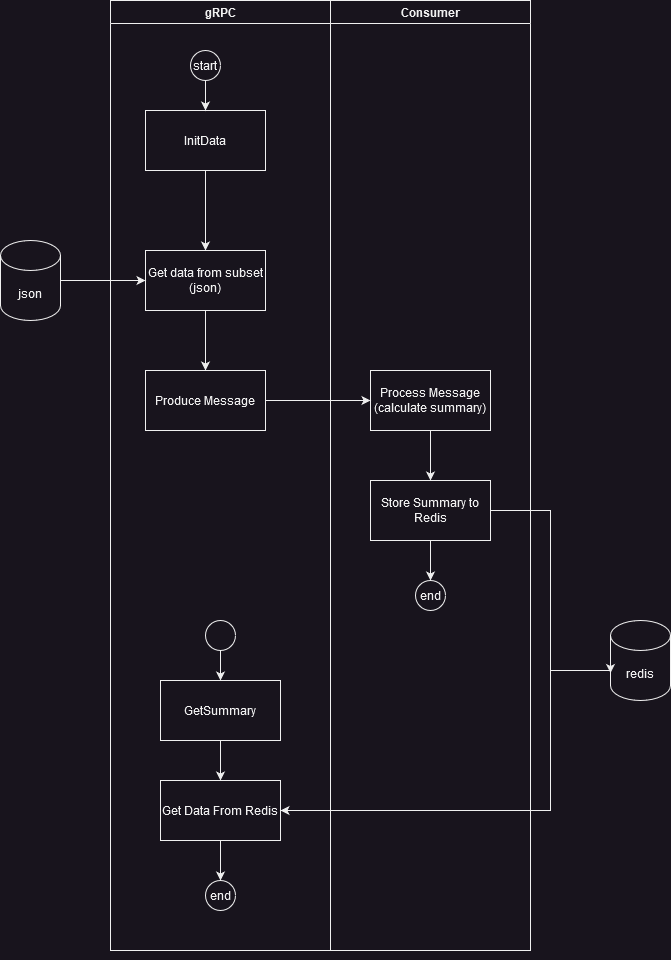 gRPC
Consumer
start
InitData
Get data from subset
(json)
json
Produce Message
Process Message
(calculate summary)
Store Summary to
Redis
end
redis
GetSummary
Get Data From Redis
end